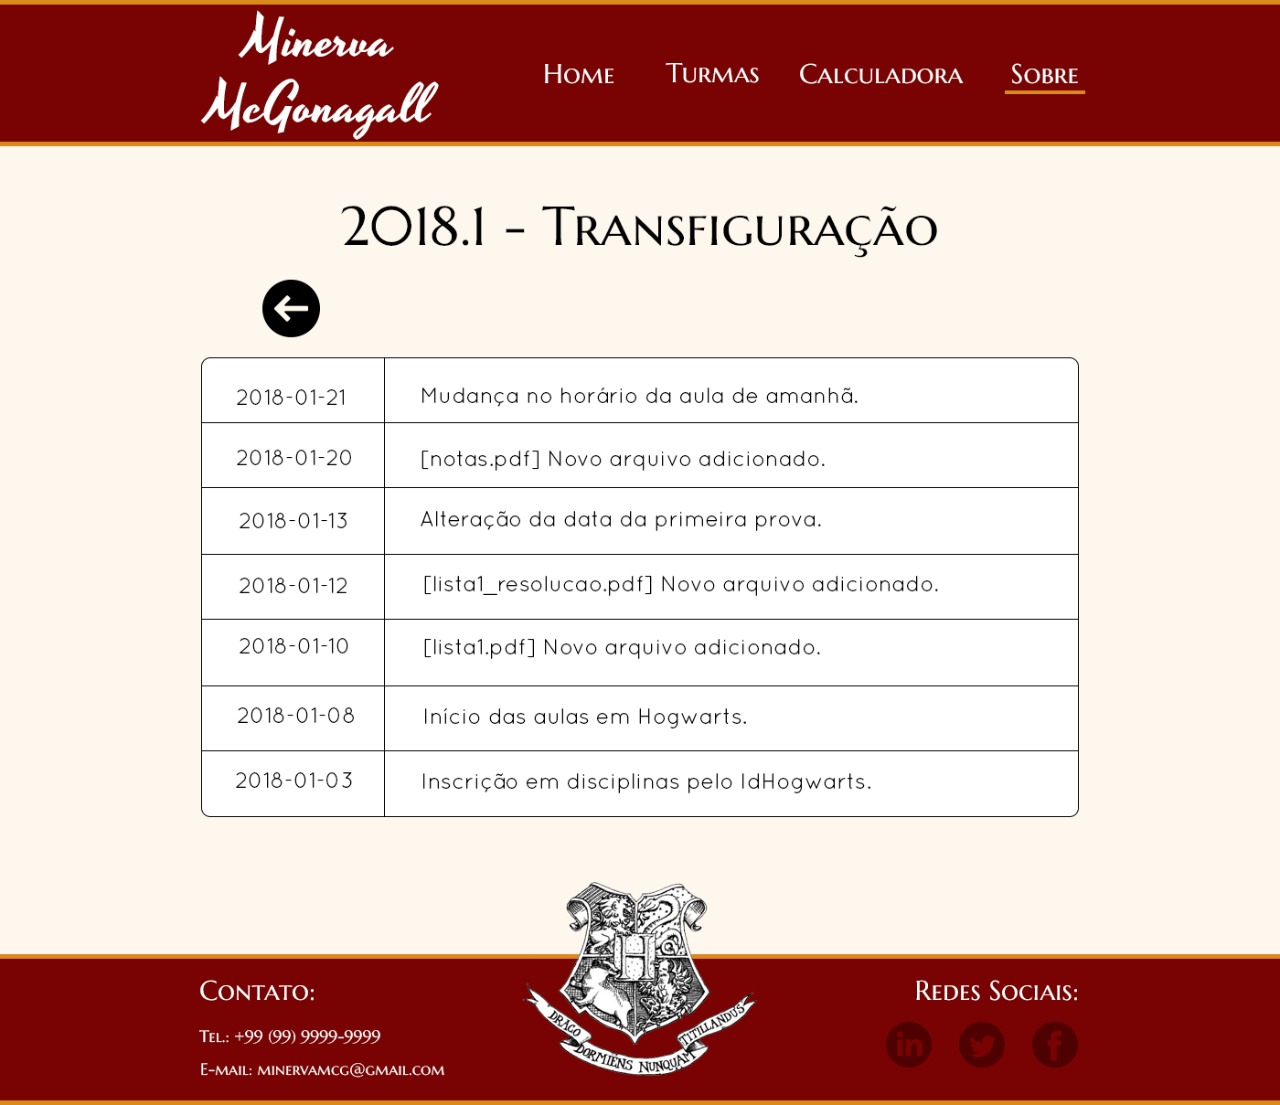 Minerva
McGonagall
Home Turmas Calculadora Sobre
2018.1 - Transfiguração
2018-01-21 Mudança no horário da aula de amanhã.
2018-01-20 [notas.pdf] Novo arquivo adicionado.
2018-01-13 Alteração da data da primeira prova.
2018-01-12 [lista1_resolucao.pdf] Novo arquivo adicionado.
2018-01-10 [lista1.pdf] Novo arquivo adicionado.
2018-01-08 Início das aulas em Hogwarts.
2018-01-03 Inscrição em disciplinas pelo IdHogwarts.
H
Draco Dormiens Nunquam Titillandus
Contato:
Tel.: +99 (99) 9999-9999
E-mail: minervamcg@gmail.com
Redes Sociais:
in f